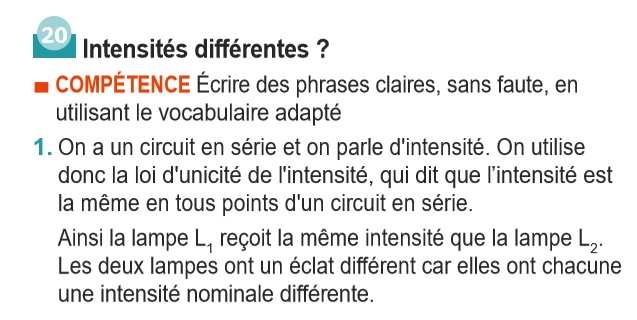 20
Intensités différentes ?
COMPÉTENCE Écrire des phrases claires, sans faute, en
utilisant le vocabulaire adapté
1. On a un circuit en série et on parle d'intensité. On utilise
donc la loi d'unicité de l'intensité, qui dit que l’intensité est
la même en tous points d'un circuit en série.
Ainsi la lampe L1 reçoit la même intensité que la lampe L2.
Les deux lampes ont un éclat différent car elles ont chacune
une intensité nominale différente.